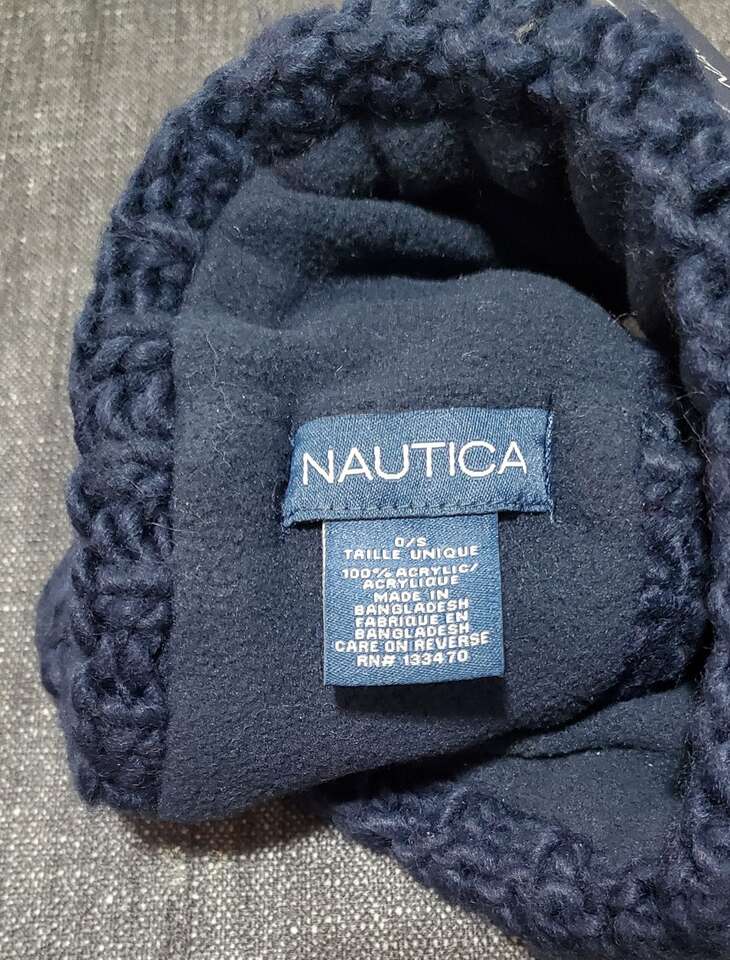 NAUTICA
O/S
TAILLE UNIQUE
100% ACRYLIC/
ACRYLIQUE
MADE IN
BANGLADESH
FABRIQUE EN
BANGLADESH
CARE ON REVERSE
RN# 133470